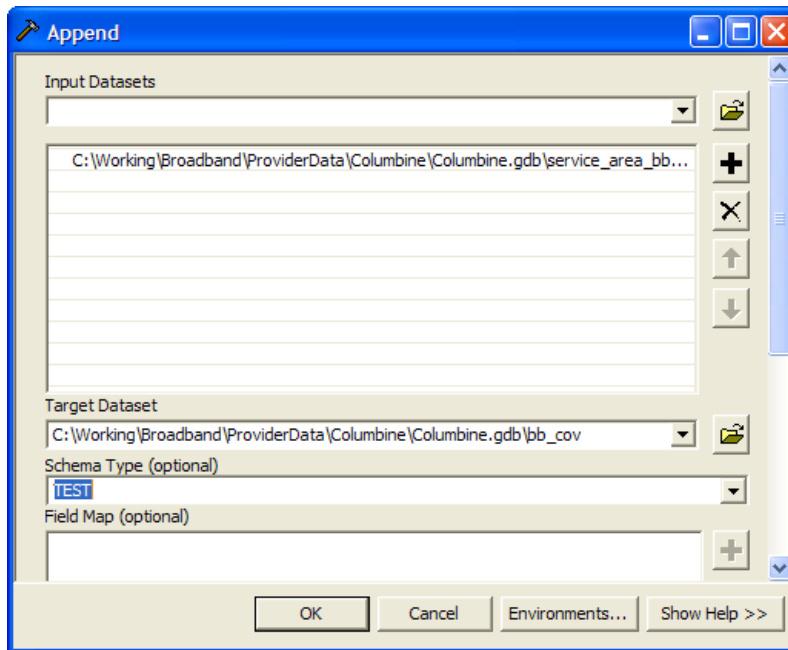 Append
Input Datasets
C:\Working\Broadband\ProviderData\Columbine\Columbine.gdb\service_area_bb...
Target Dataset
C:\Working\Broadband\ProviderData\Columbine\Columbine.gdb\bb_cov
Schema Type (optional)
TEST
Field Map (optional)
OK Cancel Environments... Show Help >>